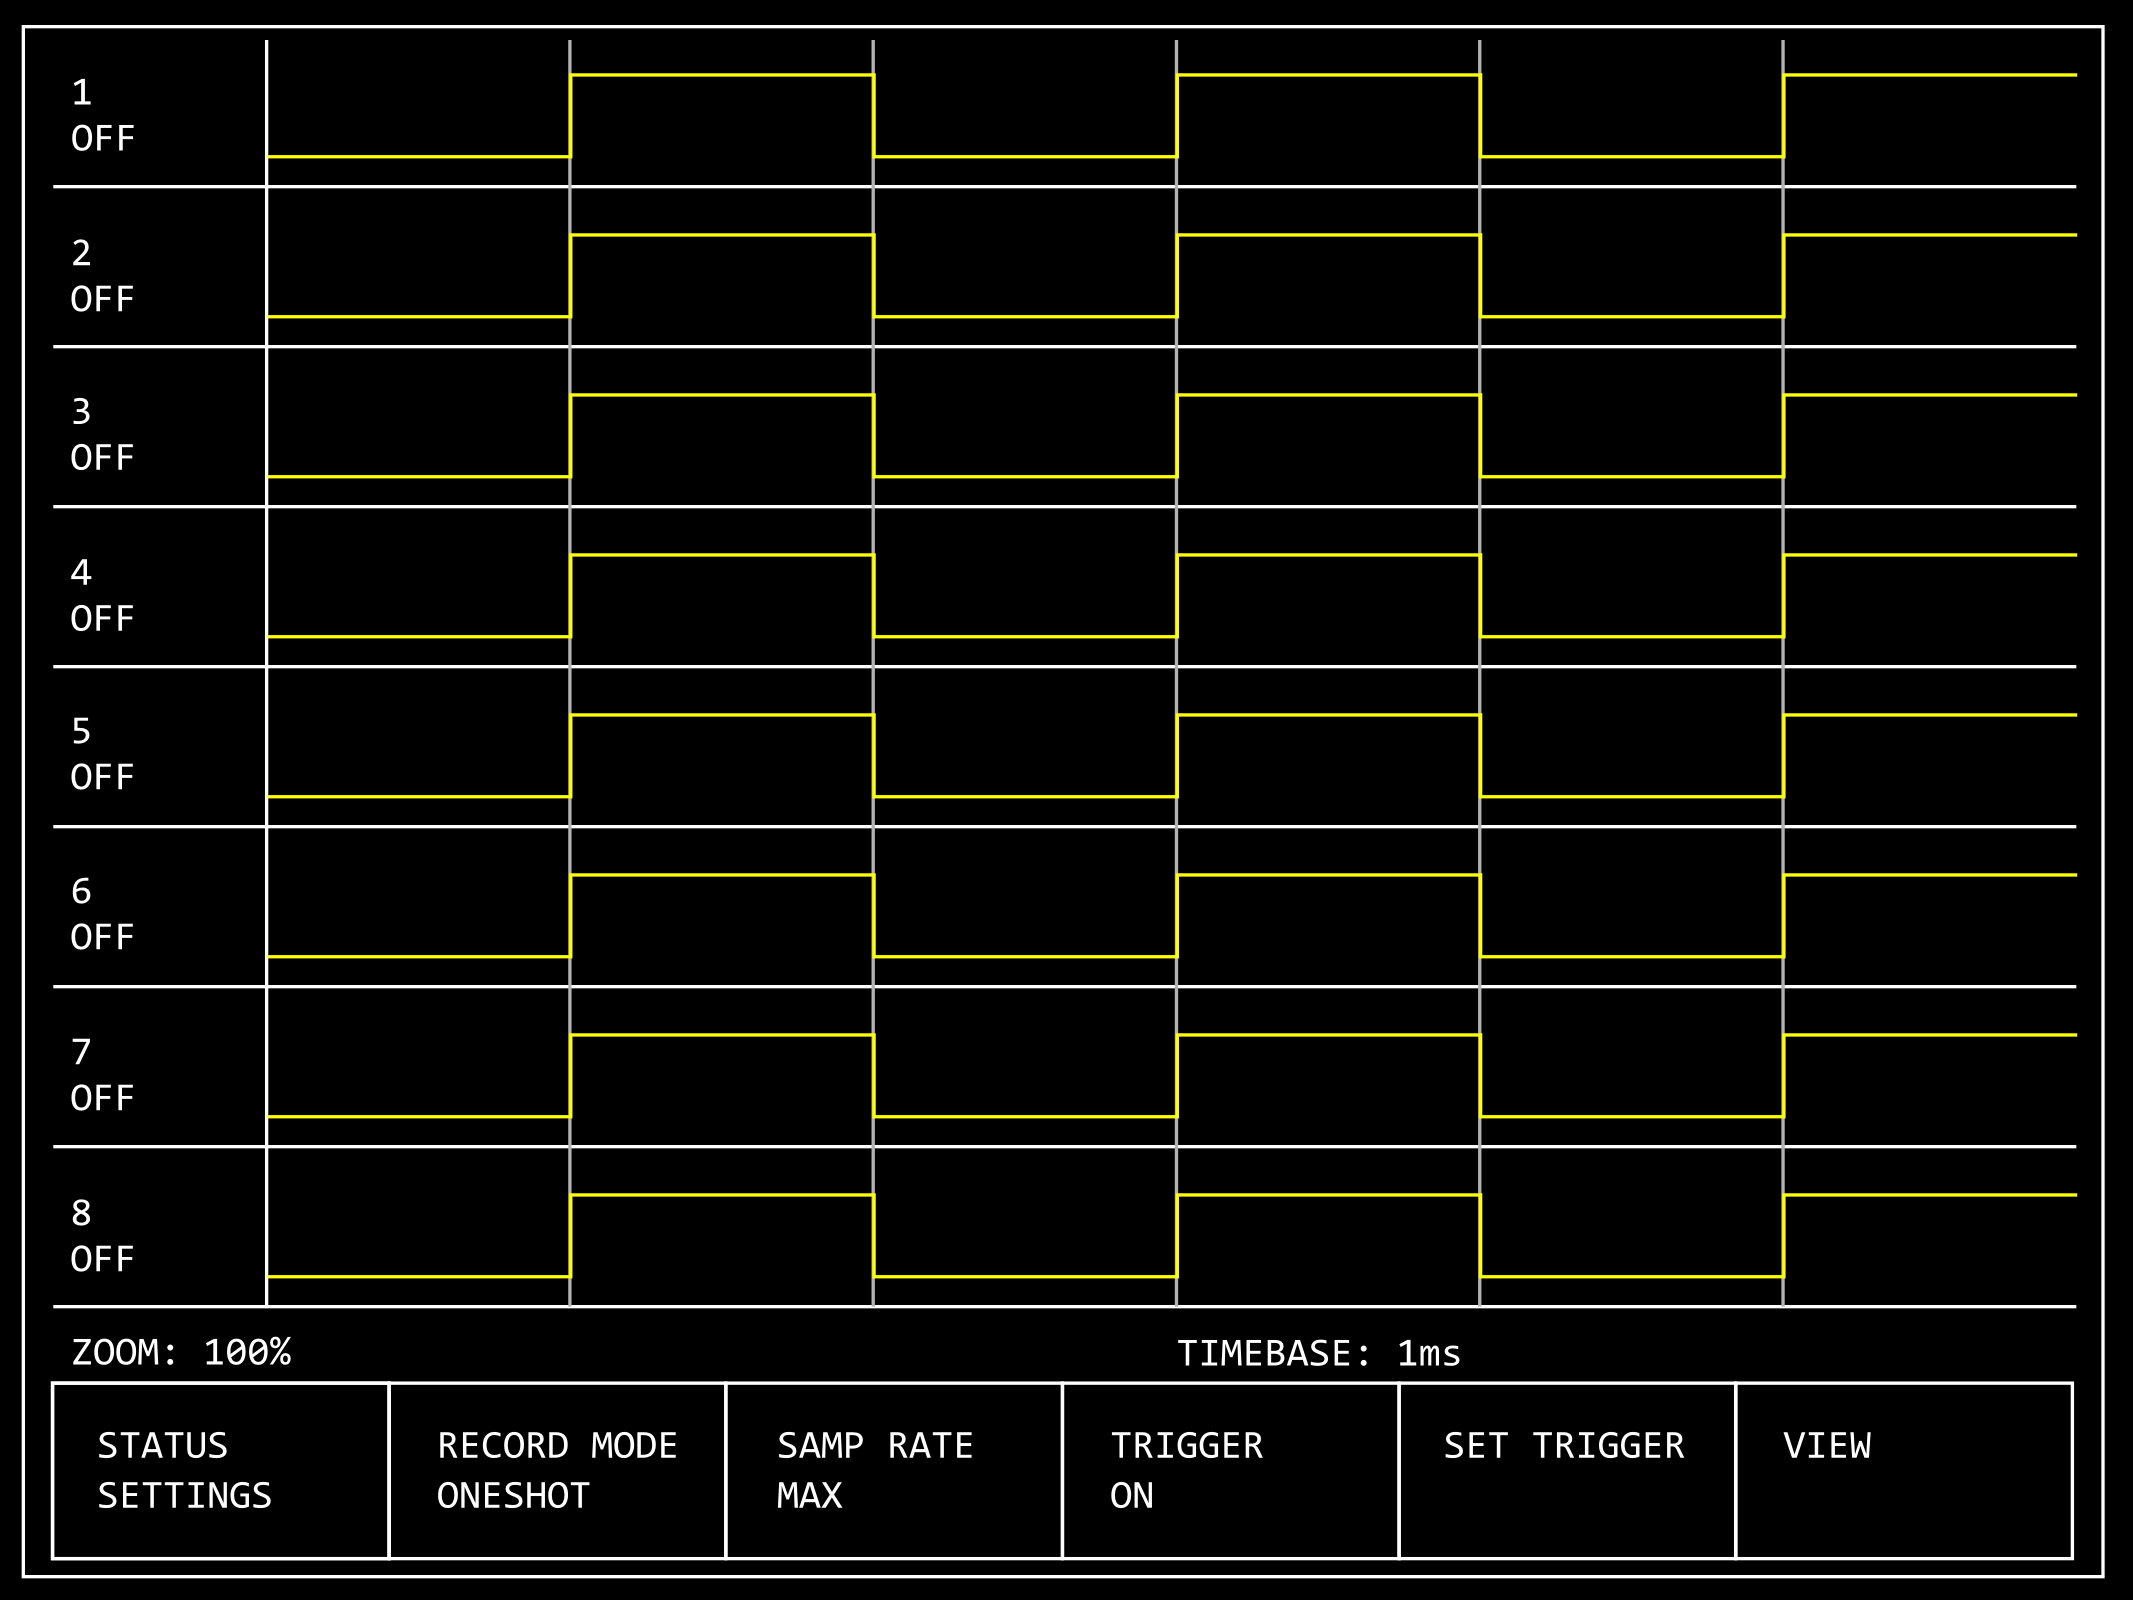 1
OFF
2
OFF
3
OFF
4
OFF
5
OFF
6
OFF
7
OFF
8
OFF
ZOOM: 100%
TIMEBASE: 1ms
STATUS
SETTINGS
RECORD MODE
ONESHOT
SAMP RATE
MAX
TRIGGER
ON
SET TRIGGER
VIEW